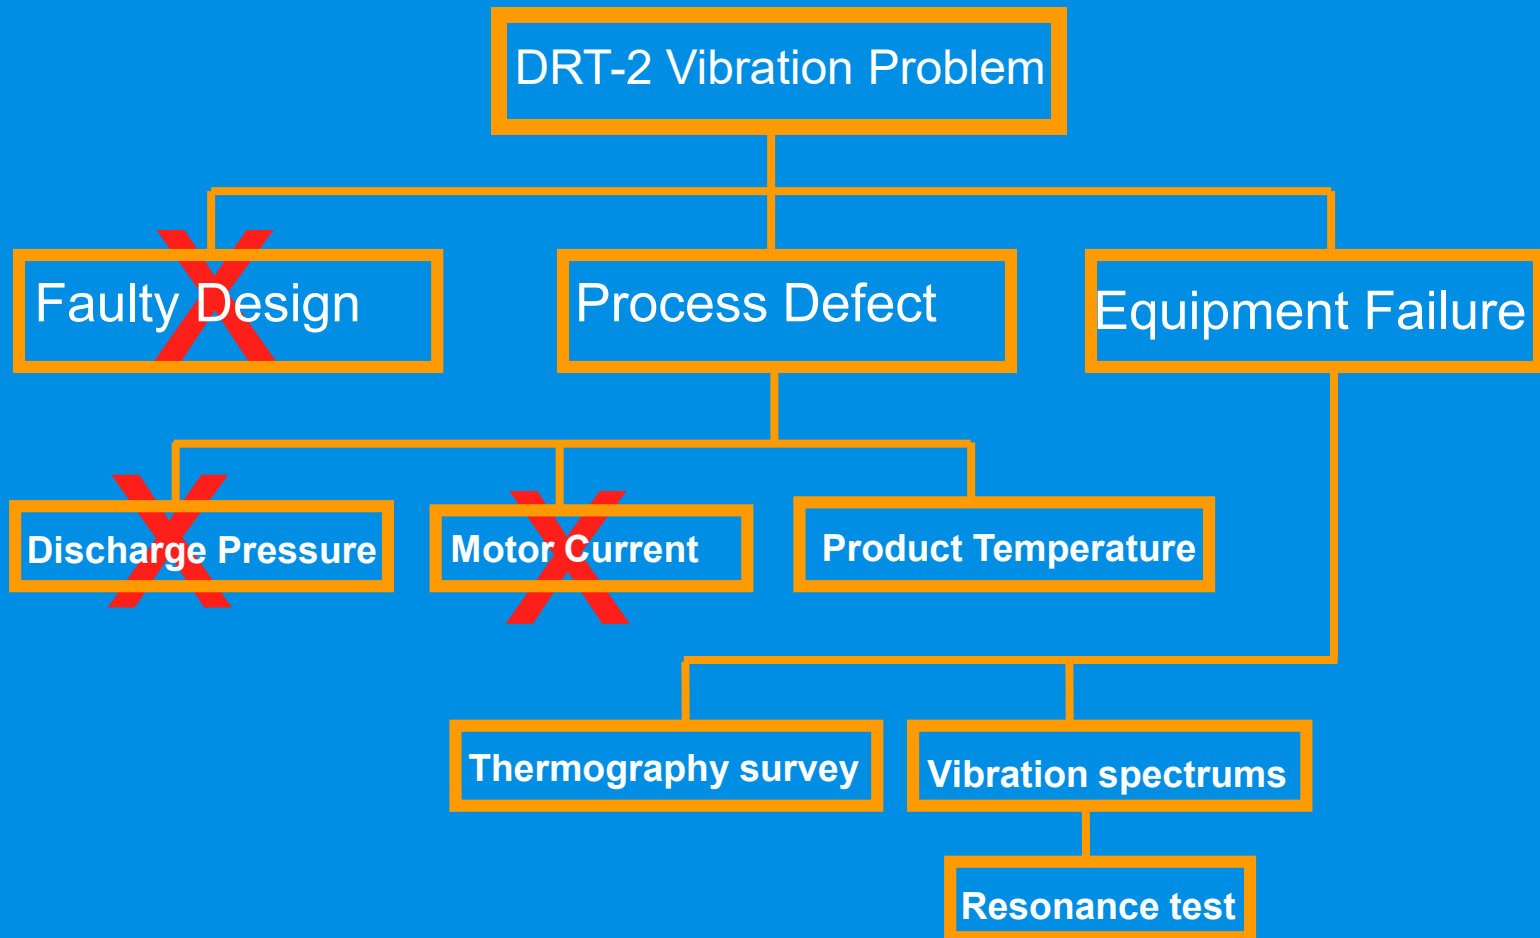 DRT-2 Vibration Problem
Faulty Design
Process Defect
Equipment Failure
Discharge Pressure
Motor Current
Product Temperature
Thermography survey
Vibration spectrums
Resonance test